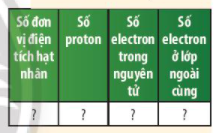 Số đơn vị điện tích hạt nhân
Số proton
Số electron trong nguyên tử
Số electron ở lớp ngoài cùng
? ? ? ?